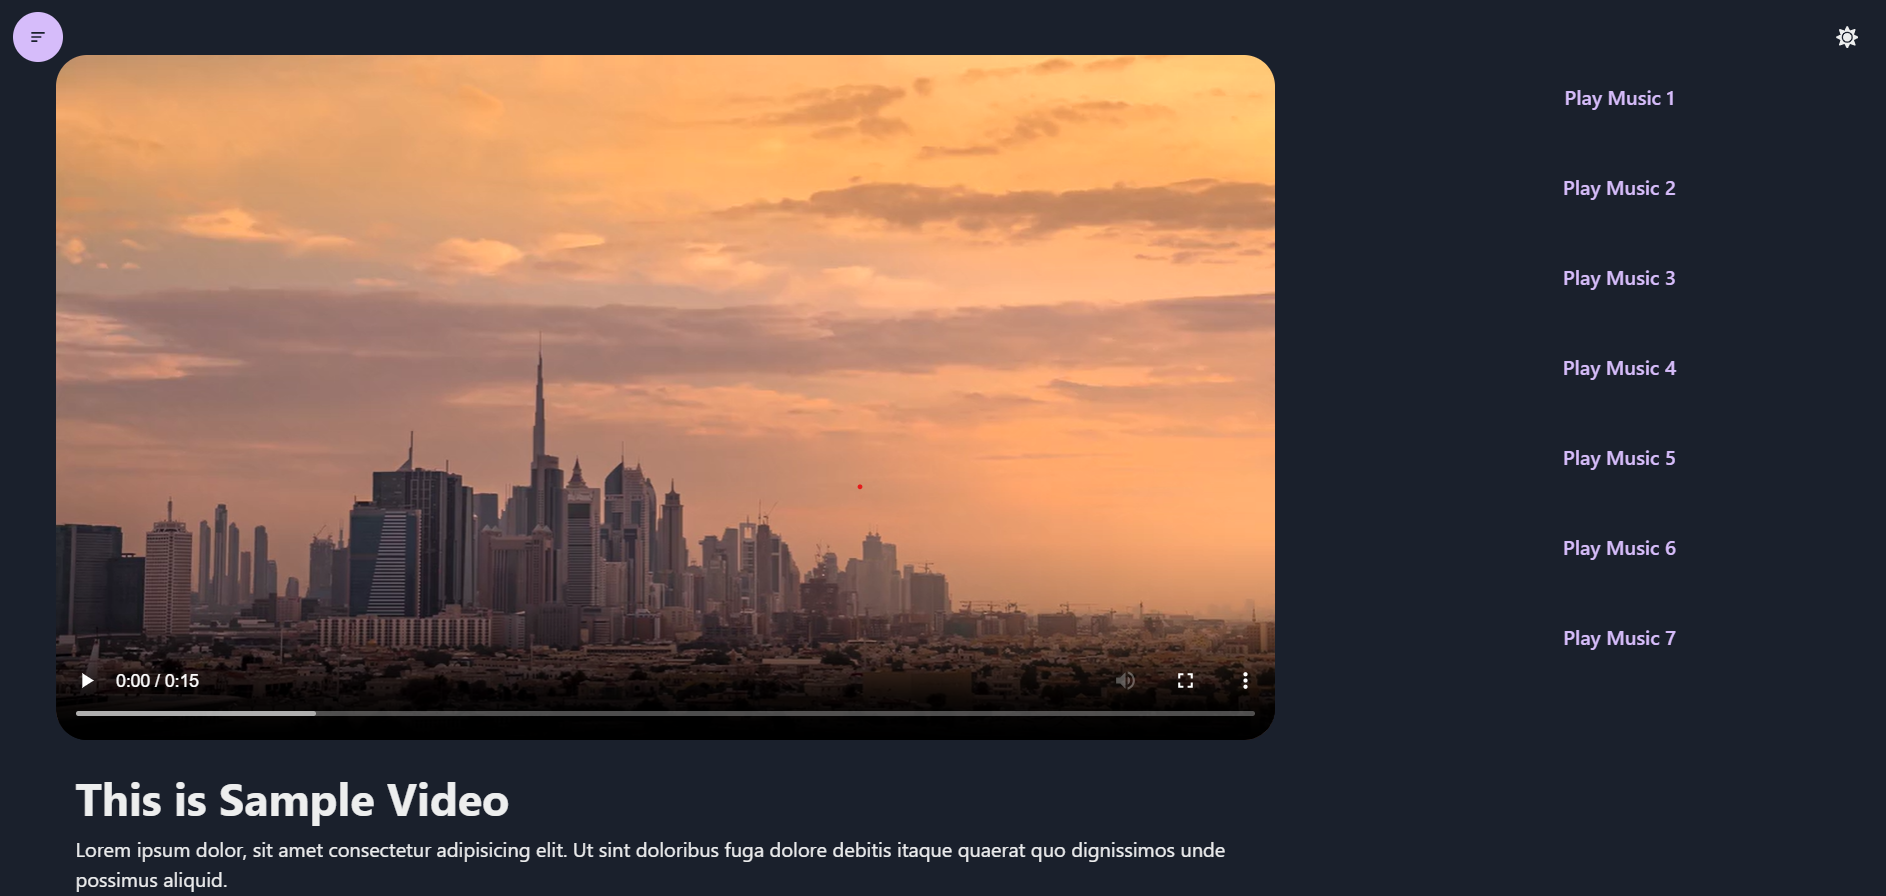 Play Music 1
Play Music 2
Play Music 3
Play Music 4
Play Music 5
Play Music 6
Play Music 7
0:00 / 0:15
This is Sample Video
Lorem ipsum dolor, sit amet consectetur adipisicing elit. Ut sint doloribus fuga dolore debitis itaque quaerat quo dignissimos unde
possimus aliquid.